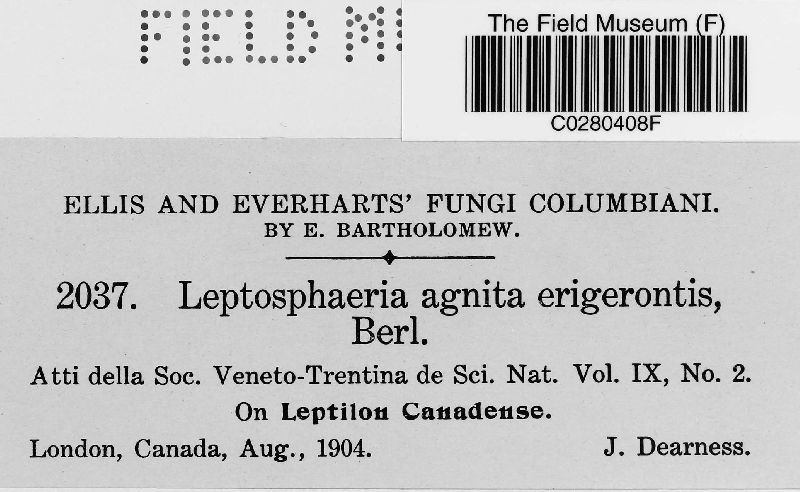 FIELD M
The Field Museum (F)
C0280408F
ELLIS AND EVERHARTS' FUNGI COLUMBIANI.
BY E. BARTHOLOMEW.
2037. Leptosphaeria agnita erigerontis,
Berl.
Atti della Soc. Veneto-Trentina de Sci. Nat. Vol. IX, No. 2.
On Leptilon Canadense.
London, Canada, Aug., 1904. J. Dearness.